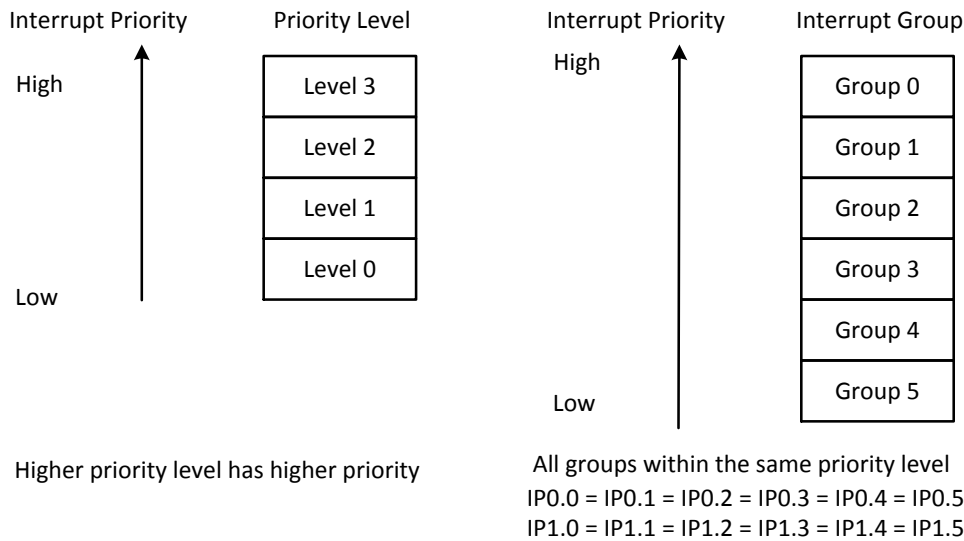 Interrupt Priority
Priority Level
High
Level 3
Level 2
Level 1
Level 0
Low
Higher priority level has higher priority
Interrupt Priority
Interrupt Group
High
Group 0
Group 1
Group 2
Group 3
Group 4
Group 5
Low
All groups within the same priority level
IP0.0 = IP0.1 = IP0.2 = IP0.3 = IP0.4 = IP0.5
IP1.0 = IP1.1 = IP1.2 = IP1.3 = IP1.4 = IP1.5